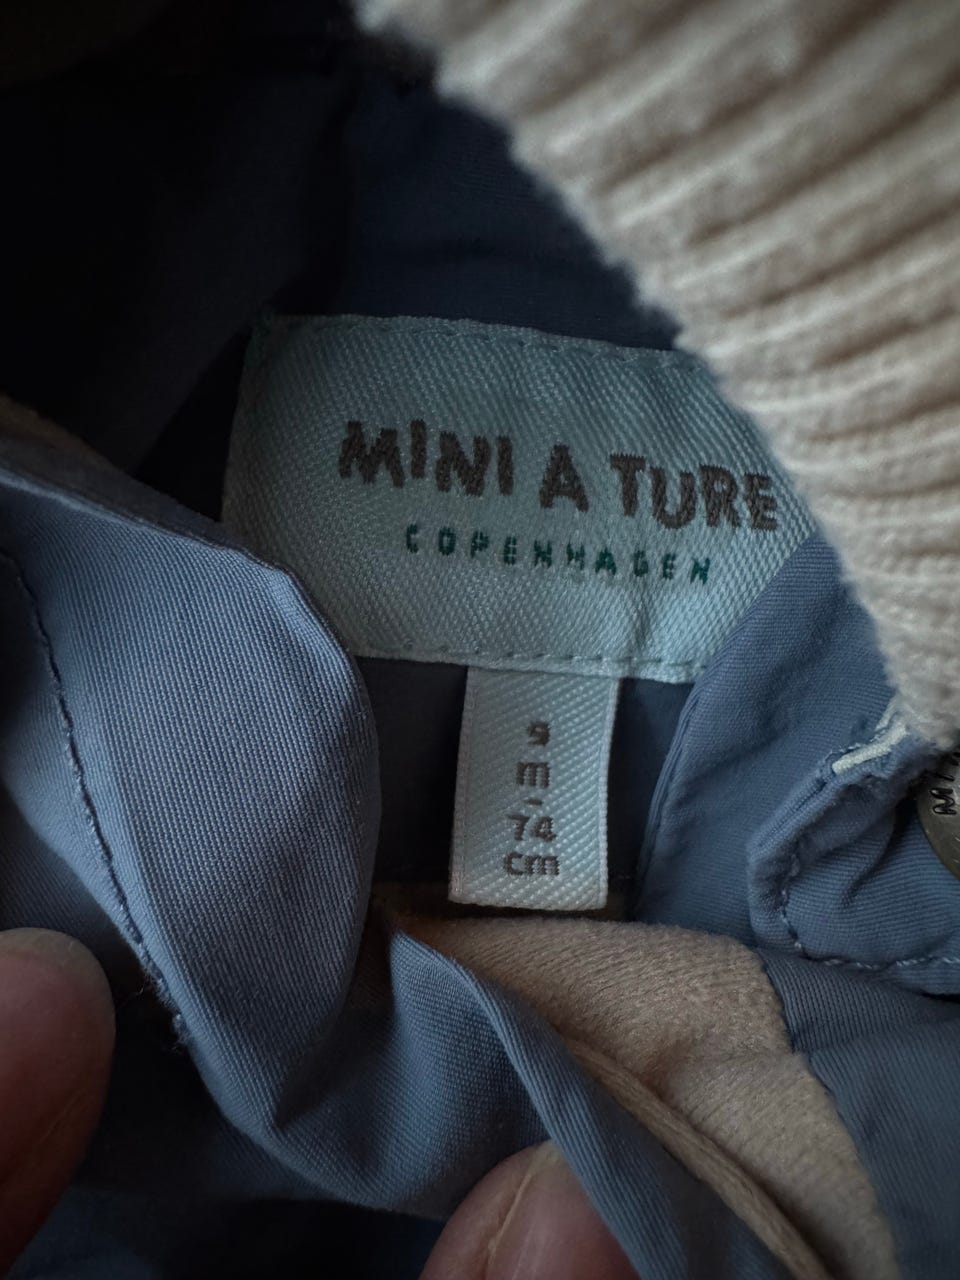 MINI A TURE
COPENHAGEN
9
m
-
74
cm